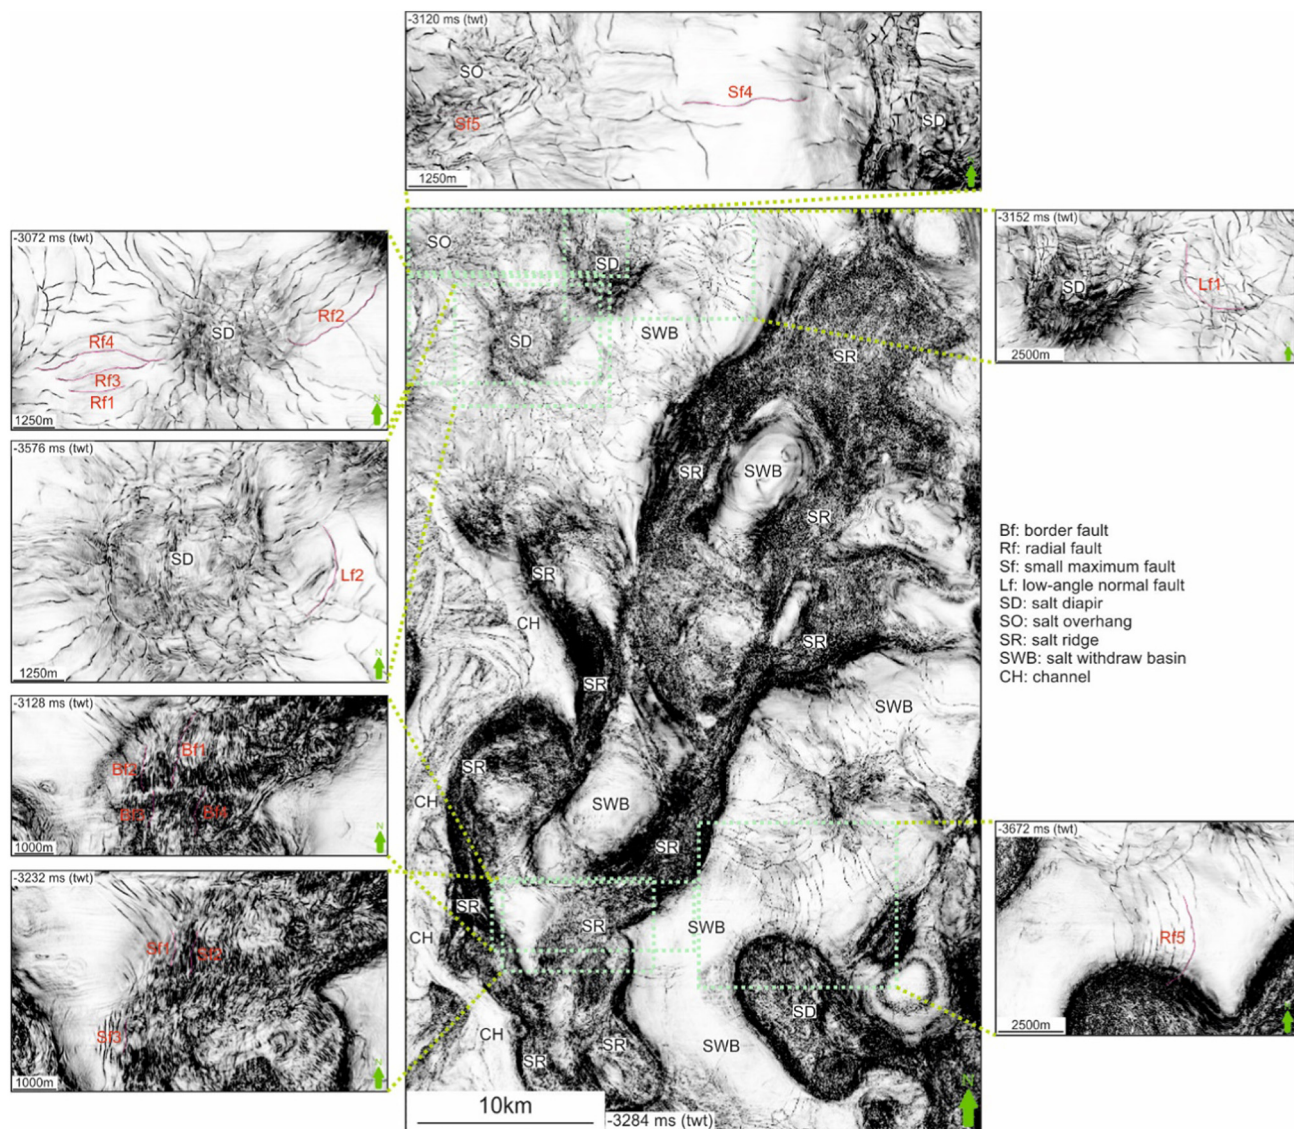 -3120 ms (twt)
SO
Sf4
Sf5
SD
1250m
N
-3072 ms (twt)
Rf2
SD
Rf4
Rf3
Rf1
N
1250m
-3576 ms (twt)
SD
Lf2
N
1250m
-3128 ms (twt)
Bf1
Bf2
Bf3
Bf4
N
1000m
-3232 ms (twt)
Sf1
Sf2
Sf3
N
1000m
SO
SD
SD
SWB
SR
SR
SWB
SR
SR
CH
SR
SR
SWB
SR
CH
SWB
SR
SR
SR
SWB
CH
SD
CH
SR
SR
SWB
N
10km
-3284 ms (twt)
-3152 ms (twt)
SD
Lf1
2500m
Bf: border fault
Rf: radial fault
Sf: small maximum fault
Lf: low-angle normal fault
SD: salt diapir
SO: salt overhang
SR: salt ridge
SWB: salt withdraw basin
CH: channel
-3672 ms (twt)
Rf5
2500m